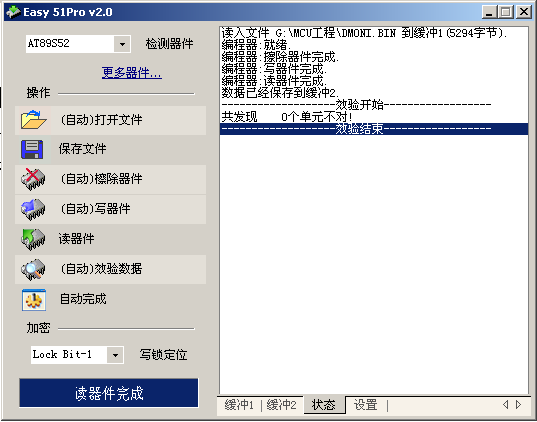 Easy 51Pro v2.0
AT89S52
检测器件
更多器件...
操作
(自动)打开文件
保存文件
(自动)擦除器件
(自动)写器件
读器件
(自动)效验数据
自动完成
加密
Lock Bit-1
写锁定位
读器件完成
读入文件 G:\MCU工程\DMONI.BIN 到缓冲1(5294字节).
编程器:就绪.
编程器:擦除器件完成.
编程器:写器件完成.
编程器:读器件完成.
数据已经保存到缓冲2.
-----------------效验开始-----------------
共发现 0个单元不对!
-----------------效验结束-----------------
缓冲1 缓冲2 状态 设置